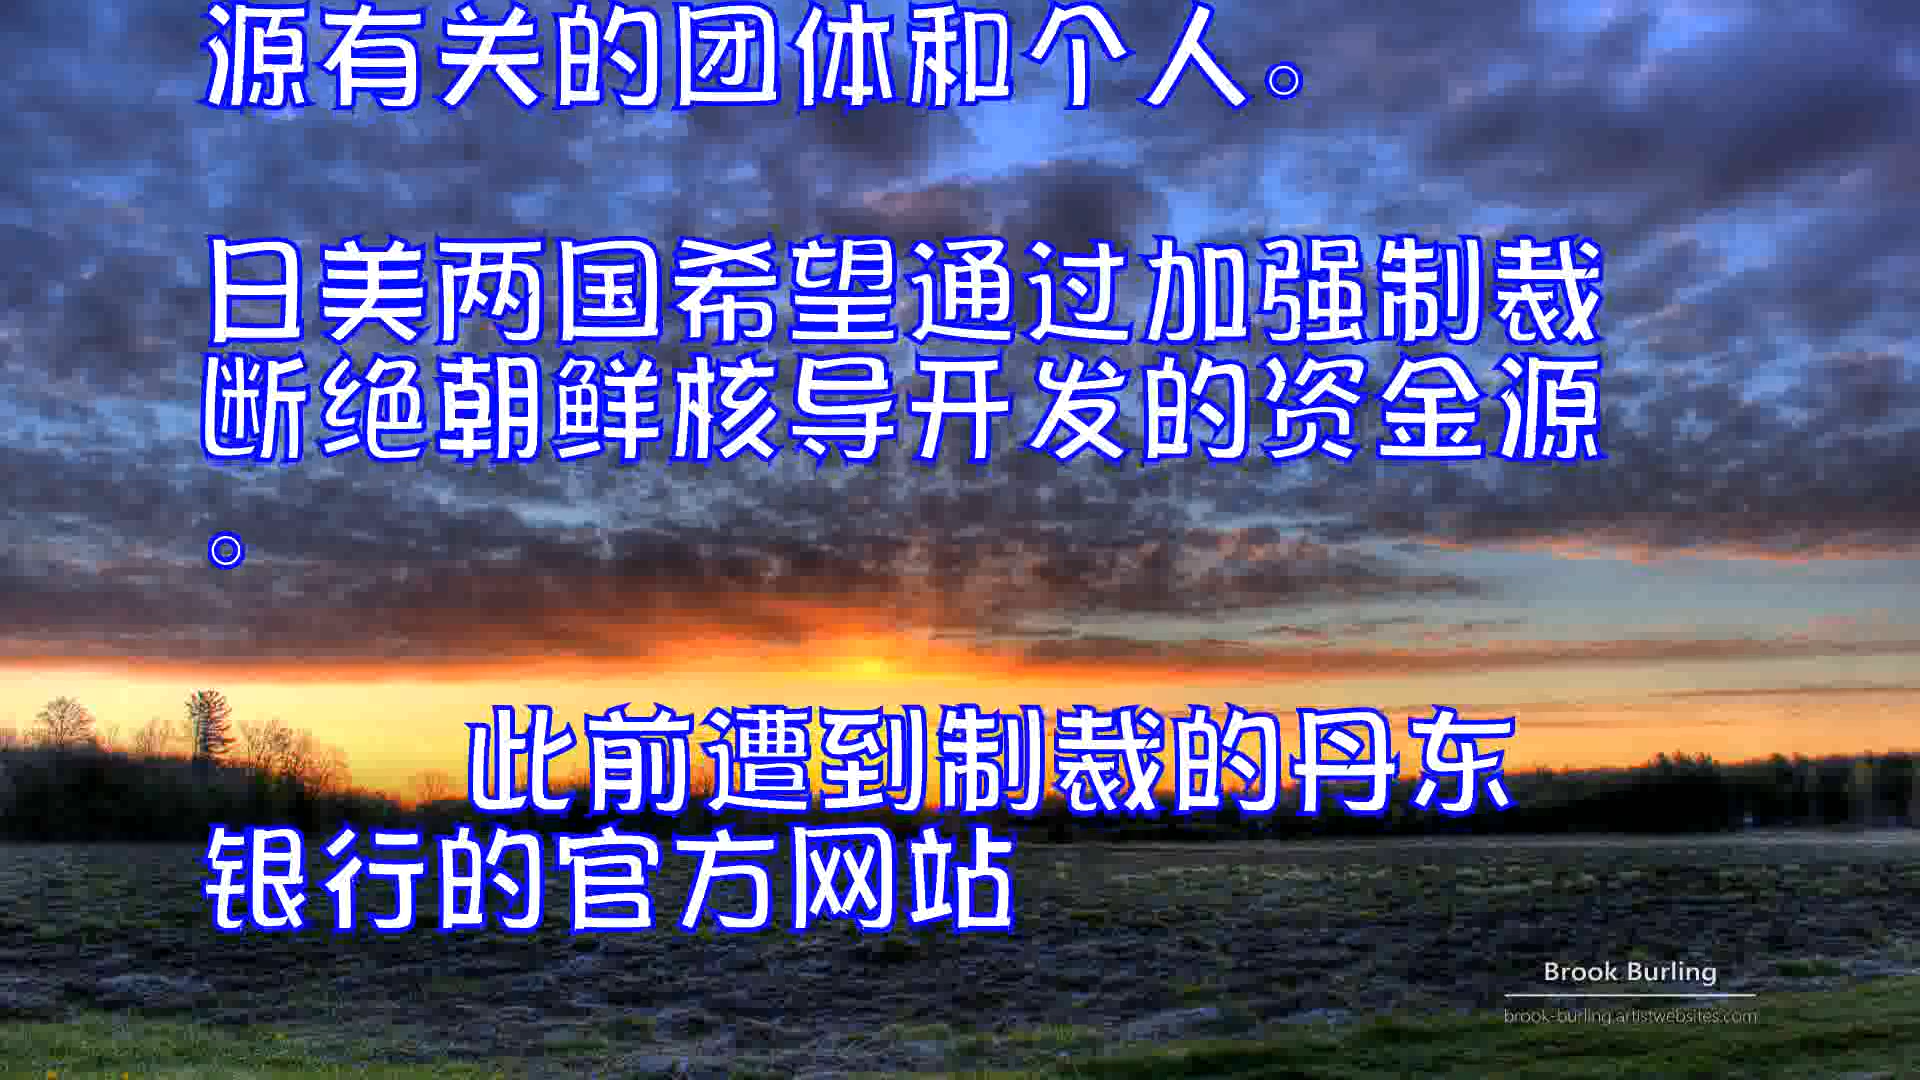 源有关的团体和个人。
日美两国希望通过加强制裁
断绝朝鲜核导开发的资金源
。
此前遭到制裁的丹东
银行的官方网站
Brook Burling
brook-burling.artistwebsites.com